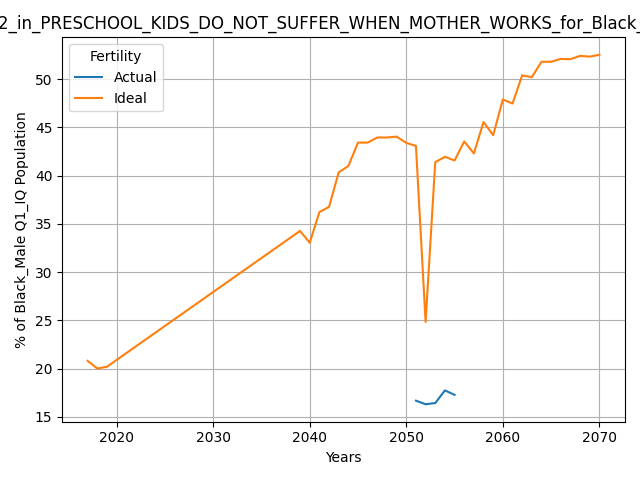 2_in_PRESCHOOL_KIDS_DO_NOT_SUFFER_WHEN_MOTHER_WORKS_for_Black_
Fertility
Actual
Ideal
% of Black_Male Q1_IQ Population
50
45
40
35
30
25
20
15
2020
2030
2040
2050
2060
2070
Years